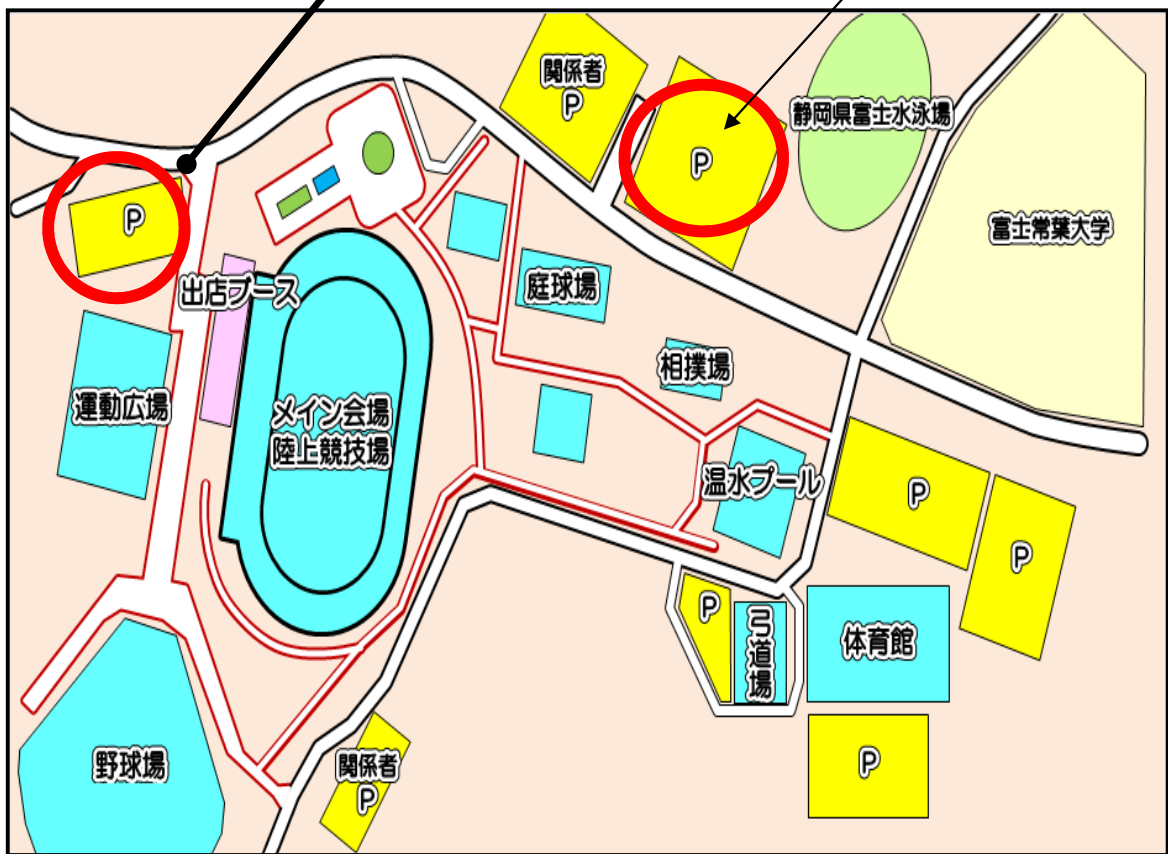 関係者
P
P
静岡県富士水泳場
P
富士常葉大学
出店ブース
庭球場
相撲場
運動広場
メイン会場
陸上競技場
温水プール
P
P
P
弓道場
体育館
野球場
関係者
P
P